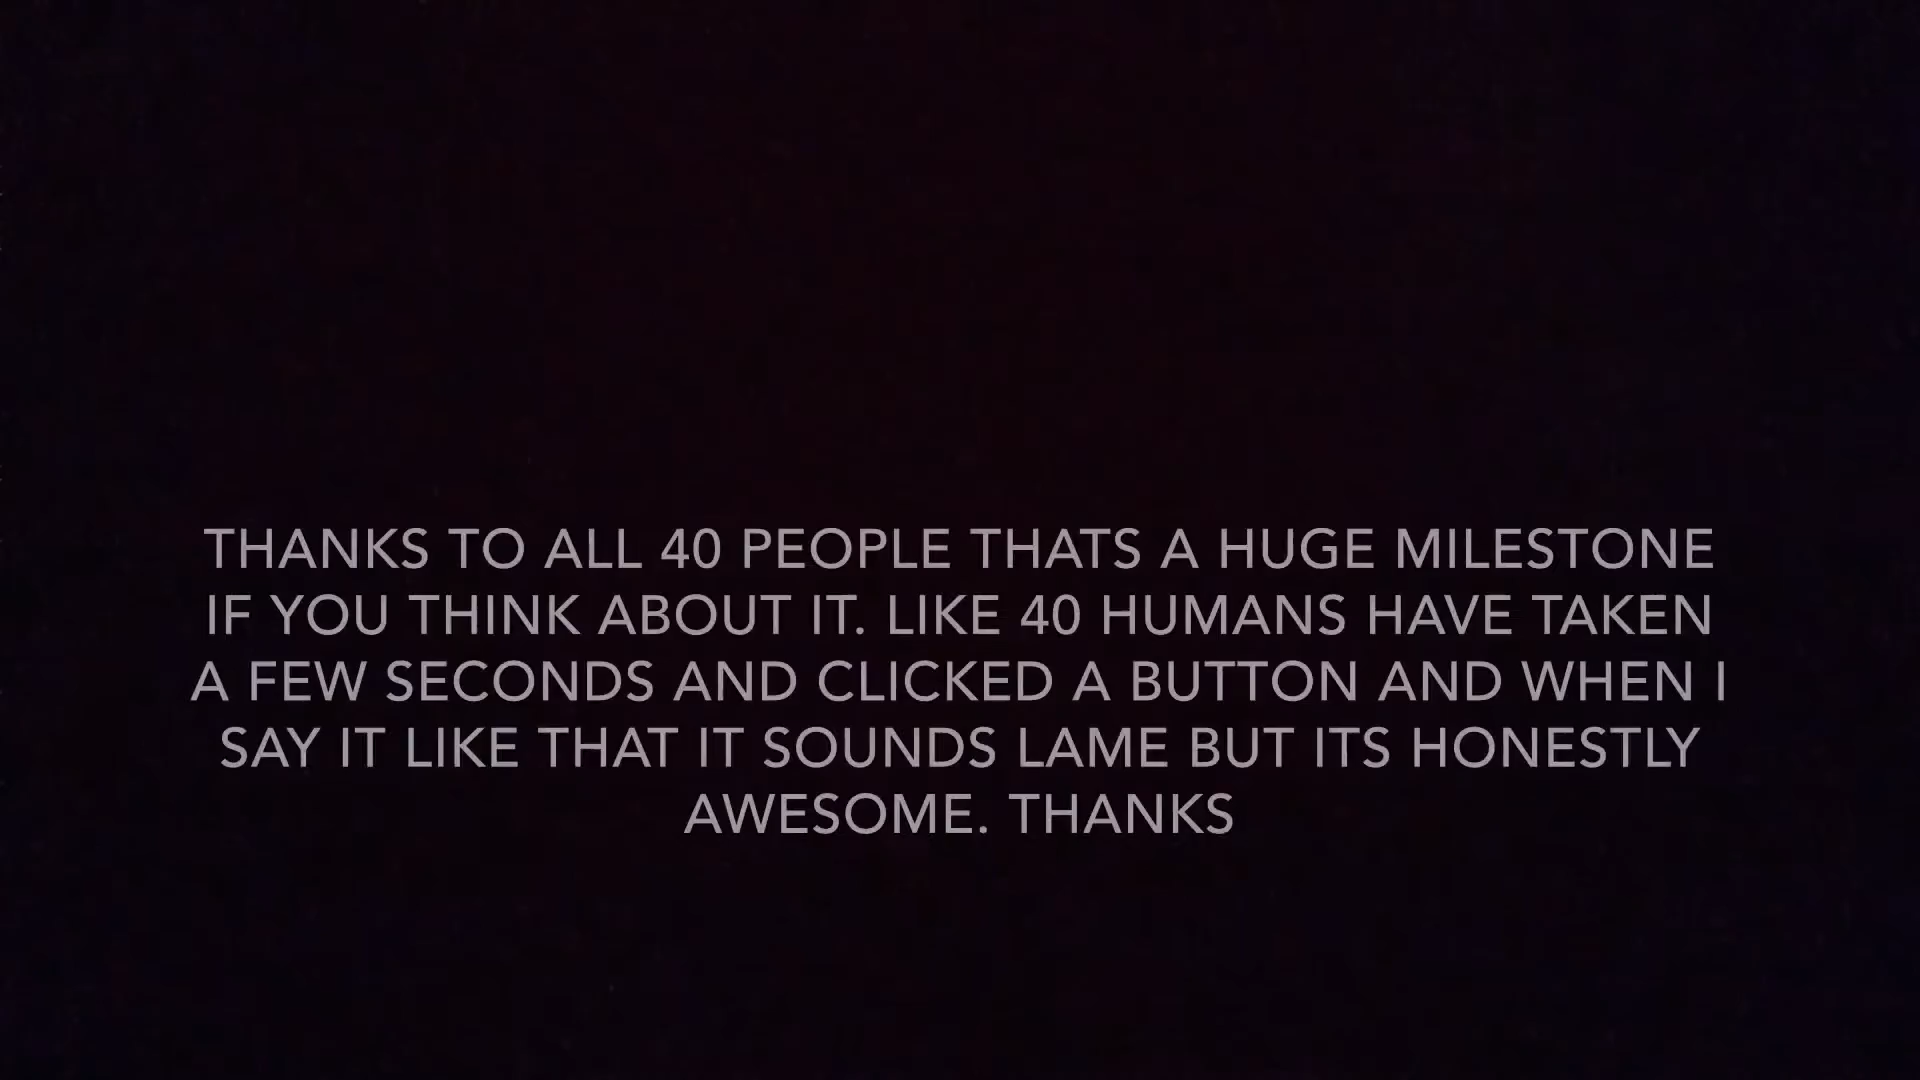 THANKS TO ALL 40 PEOPLE THATS A HUGE MILESTONE
IF YOU THINK ABOUT IT. LIKE 40 HUMANS HAVE TAKEN
A FEW SECONDS AND CLICKED A BUTTON AND WHEN I
SAY IT LIKE THAT IT SOUNDS LAME BUT ITS HONESTLY
AWESOME. THANKS